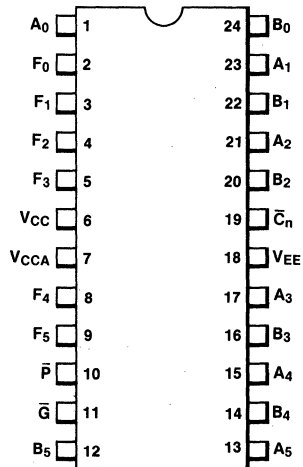 A₀ 1 24 B₀
F₀ 2 23 A₁
F₁ 3 22 B₁
F₂ 4 21 A₂
F₃ 5 20 B₂
VCC 6 19 C̅n
VCCA 7 18 VEE
F₄ 8 17 A₃
F₅ 9 16 B₃
P̅ 10 15 A₄
G̅ 11 14 B₄
B₅ 12 13 A₅